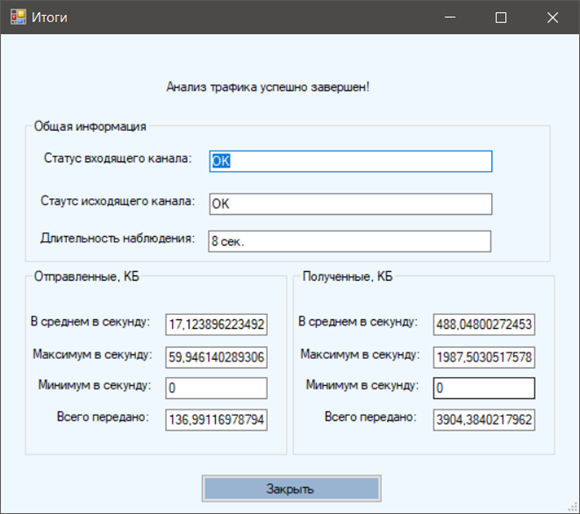 Итоги
Анализ трафика успешно завершен!
Общая информация
Статус входящего канала: OK
Стаутс исходящего канала: OK
Длительность наблюдения: 8 сек.
Отправленные, КБ
В среднем в секунду: 17,123896223492
Максимум в секунду: 59,946140289306
Минимум в секунду: 0
Всего передано: 136,99116978794
Полученные, КБ
В среднем в секунду: 488,04800272453
Максимум в секунду: 1987,5030517578
Минимум в секунду: 0
Всего передано: 3904,3840217962
Закрыть